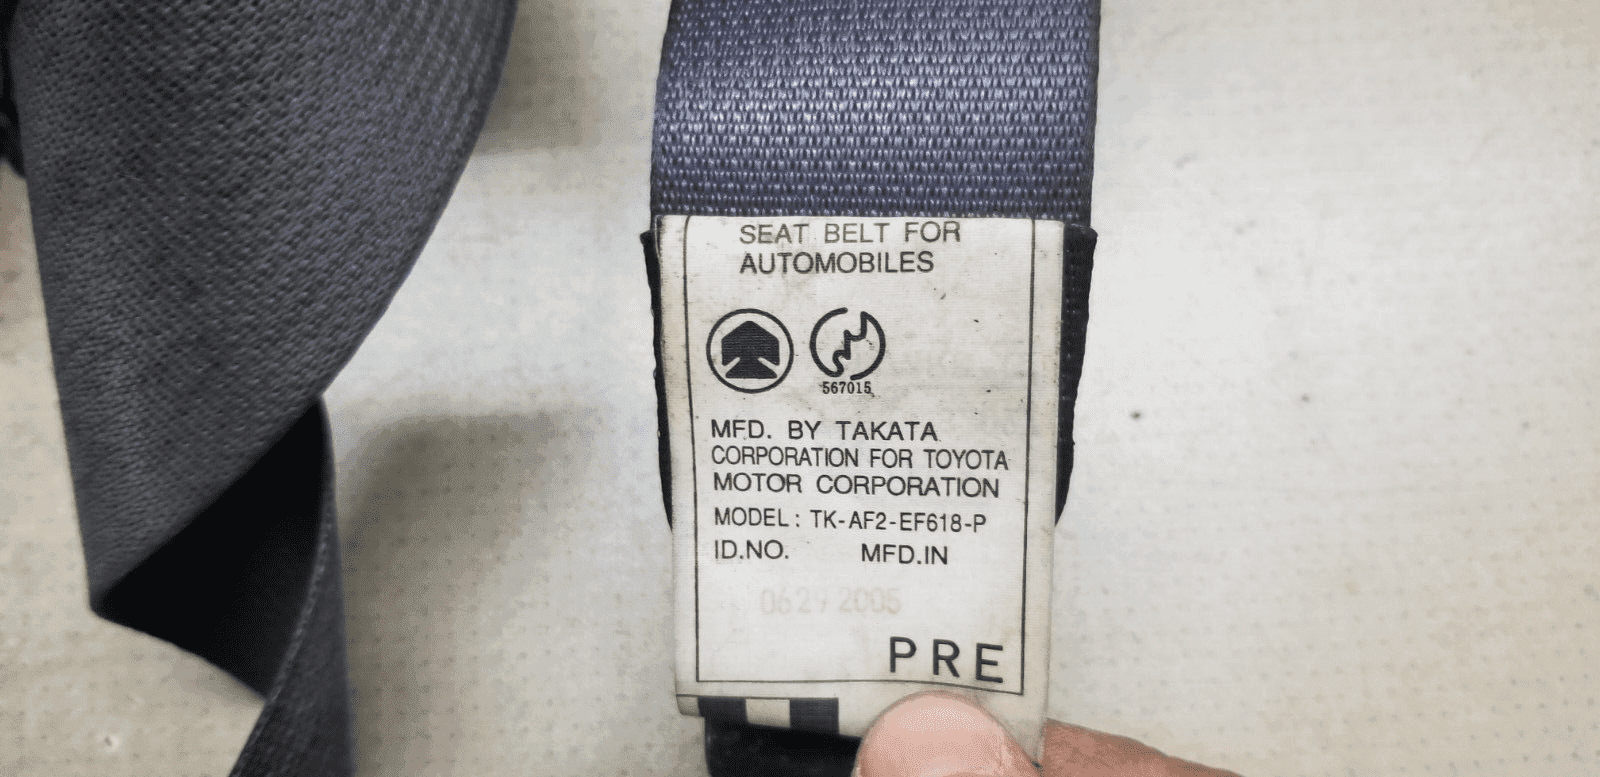 SEAT BELT FOR
AUTOMOBILES
567015
MFD. BY TAKATA
CORPORATION FOR TOYOTA
MOTOR CORPORATION
MODEL: TK-AF2-EF618-P
ID.NO. MFD.IN
2005
PRE